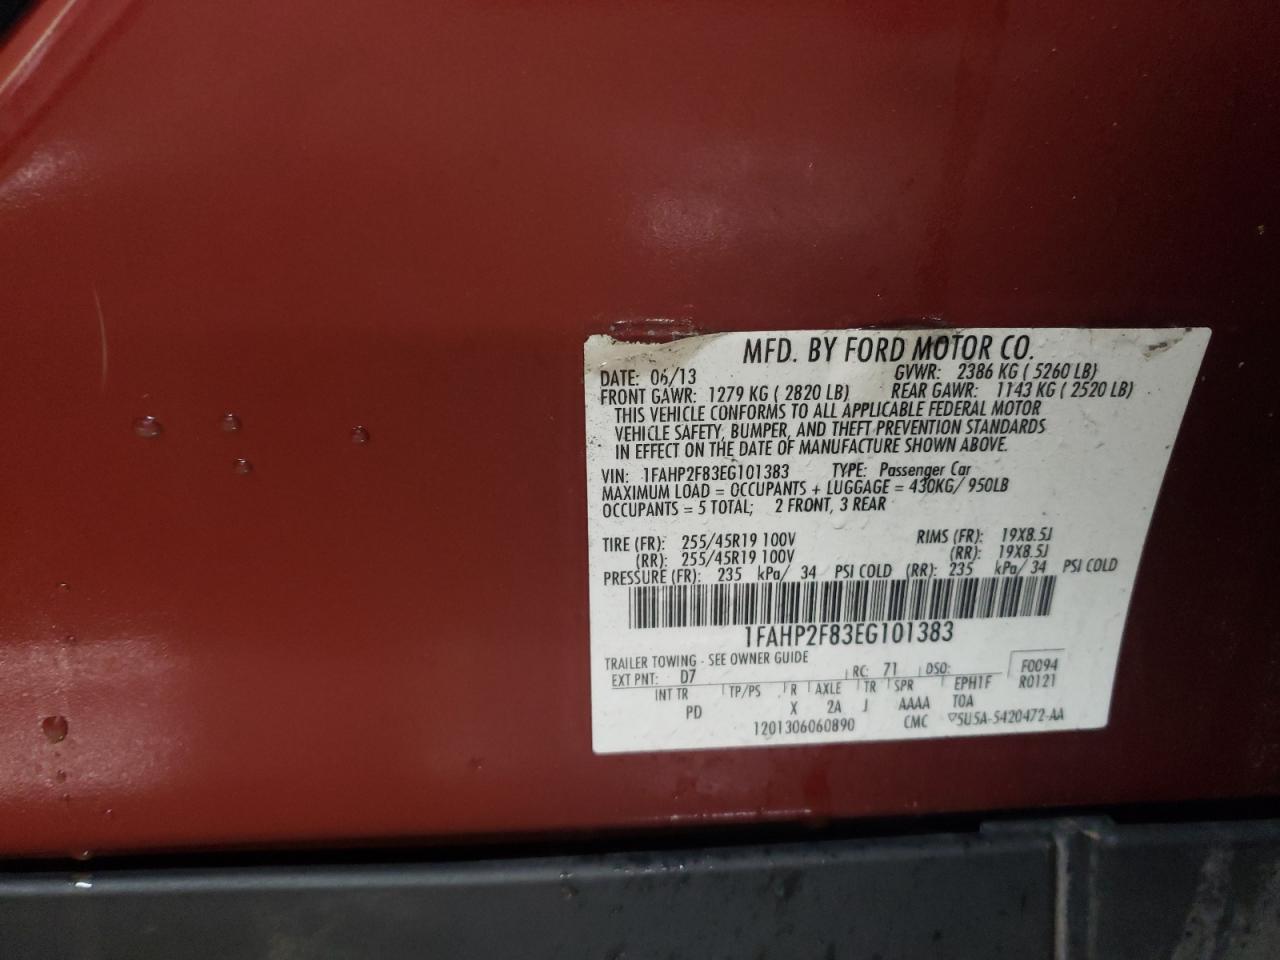 MFD. BY FORD MOTOR CO.
DATE: 06/13 GVWR: 2386 KG ( 5260 LB)
FRONT GAWR: 1279 KG ( 2820 LB) REAR GAWR: 1143 KG ( 2520 LB)
THIS VEHICLE CONFORMS TO ALL APPLICABLE FEDERAL MOTOR
VEHICLE SAFETY, BUMPER, AND THEFT PREVENTION STANDARDS
IN EFFECT ON THE DATE OF MANUFACTURE SHOWN ABOVE.
VIN: 1FAHP2F83EG101383 TYPE: Passenger Car
MAXIMUM LOAD = OCCUPANTS + LUGGAGE = 430KG/ 950LB
OCCUPANTS = 5 TOTAL; 2 FRONT, 3 REAR
TIRE (FR): 255/45R19 100V RIMS (FR): 19X8.5J
(RR): 255/45R19 100V (RR): 19X8.5J
PRESSURE (FR): 235 kPa/ 34 PSI COLD (RR): 235 kPa/ 34 PSI COLD
1FAHP2F83EG101383
TRAILER TOWING - SEE OWNER GUIDE
EXT PNT: D7 RC: 71 DSO: F0094
INT TR TP/PS R AXLE TR SPR EPH1F R0121
PD X 2A J AAAA TOA
1201306060890 CMC ▽5U5A-5420472-AA